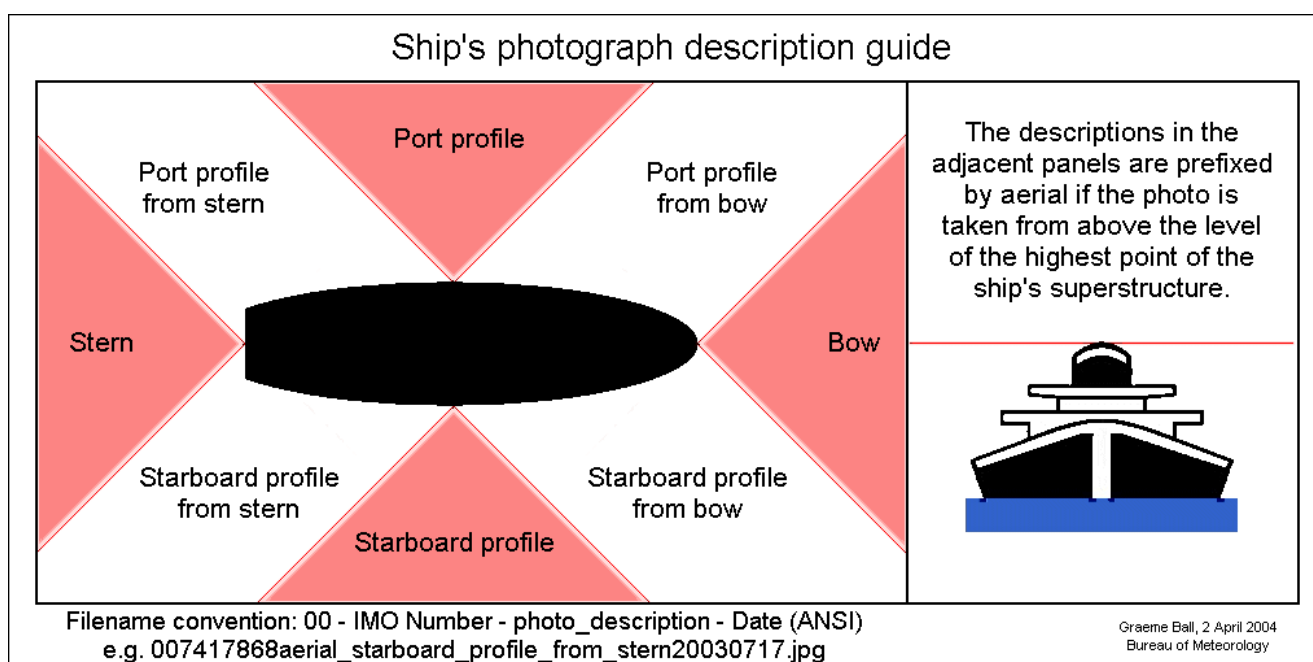 Ship's photograph description guide
Port profile
Port profile
from stern
Port profile
from bow
Stern
Bow
Starboard profile
from stern
Starboard profile
from bow
Starboard profile
The descriptions in the
adjacent panels are prefixed
by aerial if the photo is
taken from above the level
of the highest point of the
ship's superstructure.
Filename convention: 00 - IMO Number - photo_description - Date (ANSI)
e.g. 007417868aerial_starboard_profile_from_stern20030717.jpg
Graeme Ball, 2 April 2004
Bureau of Meteorology